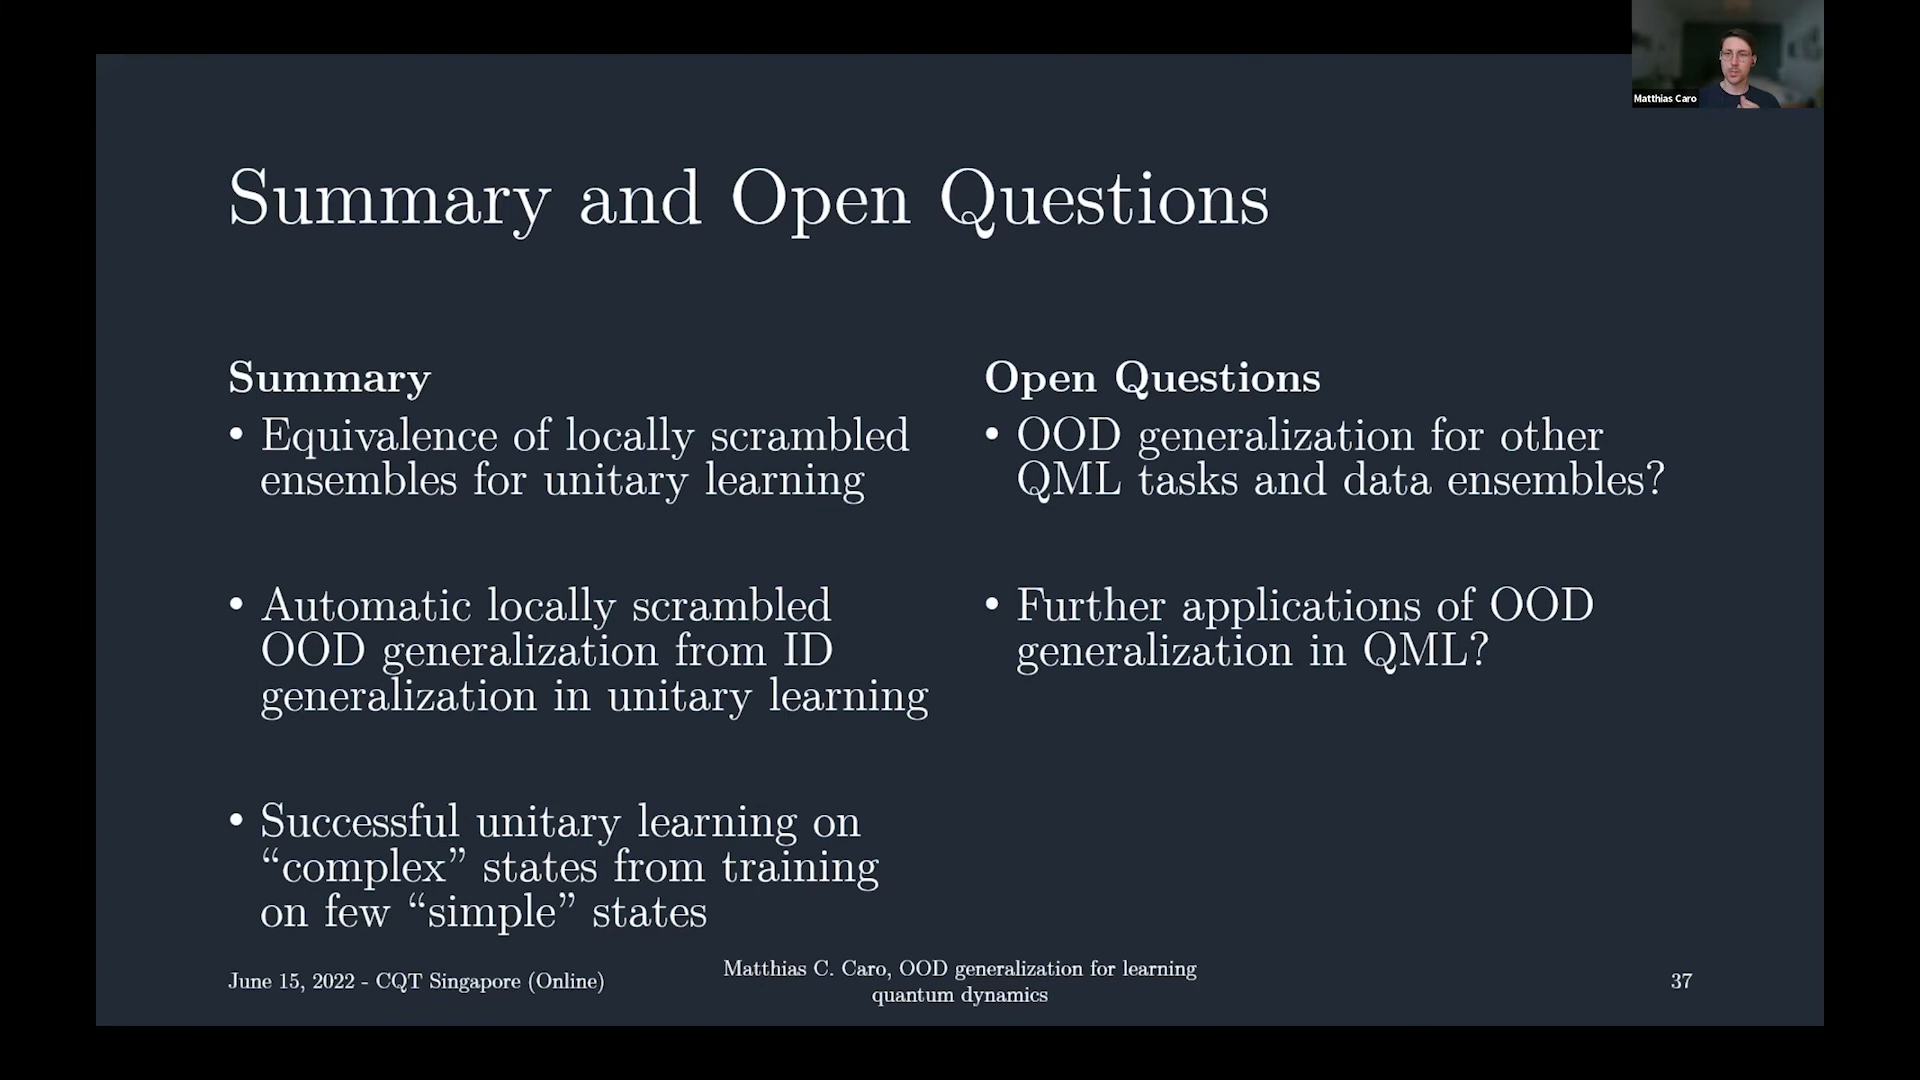 Matthias Caro
Summary and Open Questions
Summary
• Equivalence of locally scrambled
ensembles for unitary learning
• Automatic locally scrambled
OOD generalization from ID
generalization in unitary learning
• Successful unitary learning on
“complex” states from training
on few “simple” states
Open Questions
• OOD generalization for other
QML tasks and data ensembles?
• Further applications of OOD
generalization in QML?
June 15, 2022 - CQT Singapore (Online)
Matthias C. Caro, OOD generalization for learning
quantum dynamics
37